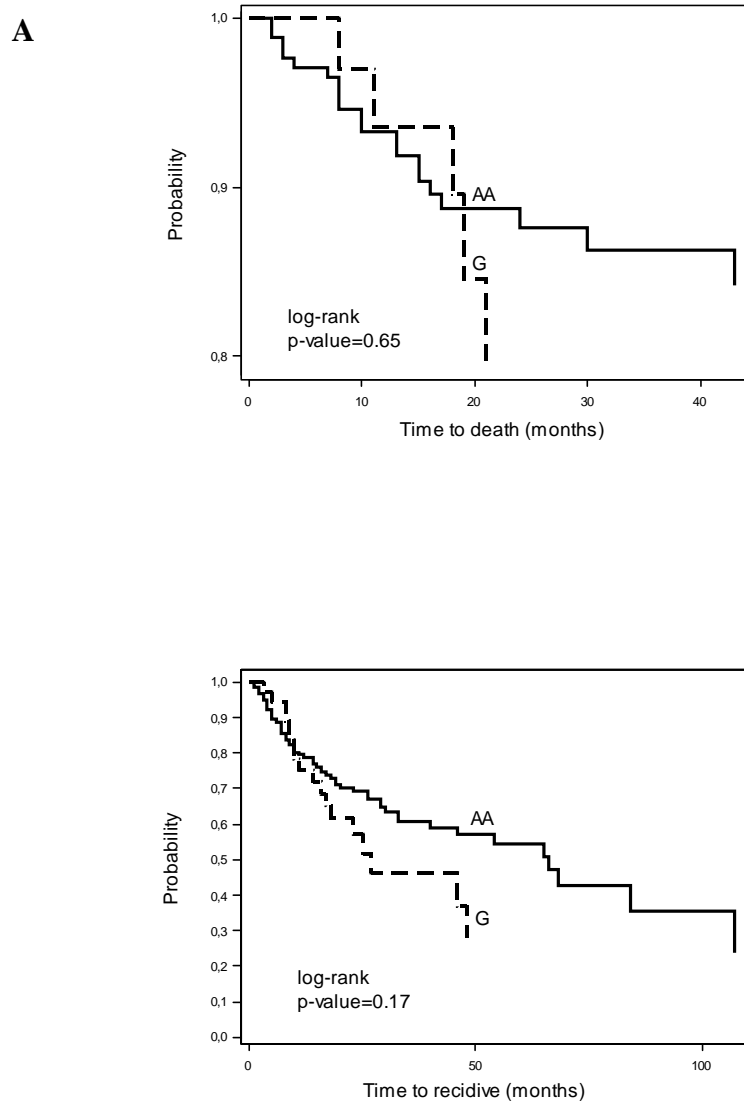 A
1,0
Probability
0,9
AA
G
log-rank
p-value=0.65
0,8
0 10 20 30 40
Time to death (months)
1,0
0,9
0,8
0,7
0,6
AA
Probability
0,5
0,4
G
0,3
0,2
log-rank
p-value=0.17
0,1
0,0
0 50 100
Time to recidive (months)